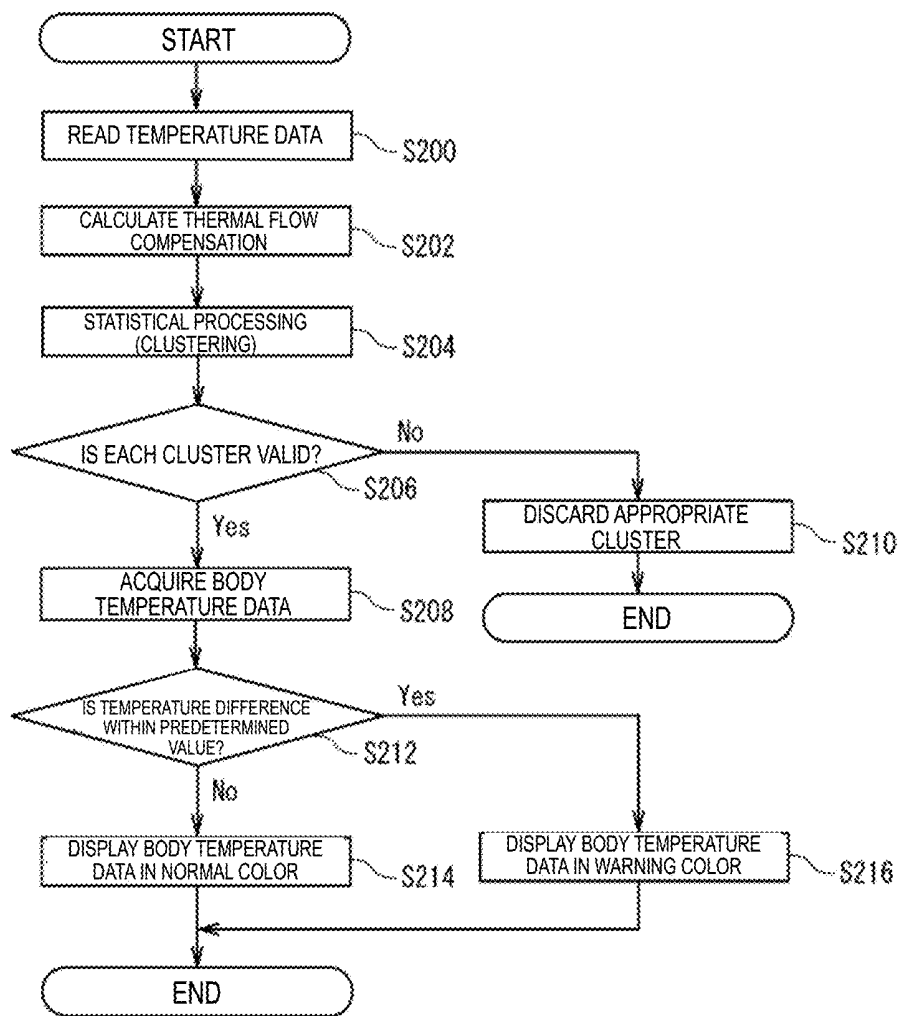 START
READ TEMPERATURE DATA
S200
CALCULATE THERMAL FLOW
COMPENSATION
S202
STATISTICAL PROCESSING
(CLUSTERING)
S204
IS EACH CLUSTER VALID?
No
S206
Yes
DISCARD APPROPRIATE
CLUSTER
S210
END
ACQUIRE BODY
TEMPERATURE DATA
S208
IS TEMPERATURE DIFFERENCE
WITHIN PREDETERMINED
VALUE?
Yes
S212
No
DISPLAY BODY TEMPERATURE
DATA IN NORMAL COLOR
S214
DISPLAY BODY TEMPERATURE
DATA IN WARNING COLOR
S216
END